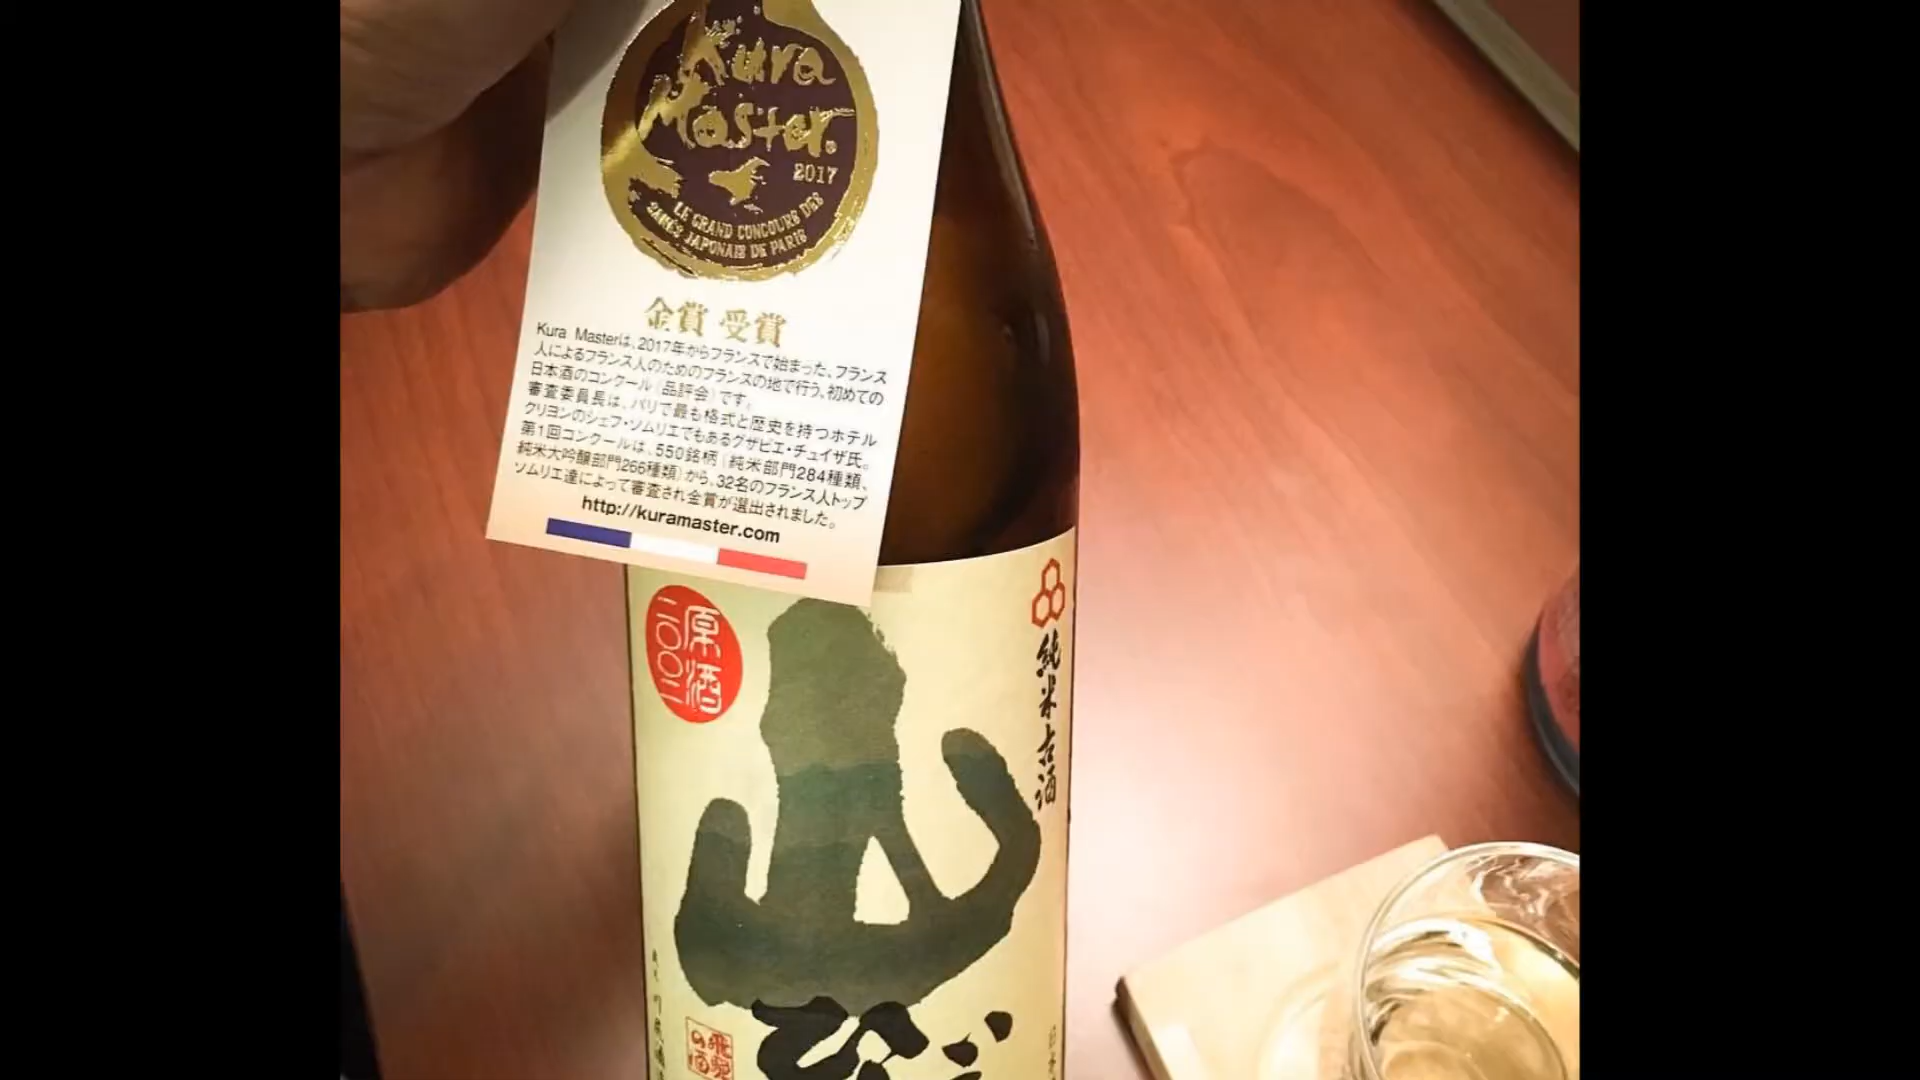 Kura
Master.
2017
LE GRAND CONCOURS DES
SAKÉS JAPONAIS DE PARIS
金賞 受賞
Kura Masterは、2017年からフランスで始まった、フランス
人によるフランス人のためのフランスの地で行う、初めての
日本酒のコンクール（品評会）です。
審査委員長は、パリで最も格式と歴史を持つホテル
クリヨンのシェフ・ソムリエでもあるグザビエ・チュイザ氏。
第1回コンクールは、550銘柄（純米部門284種類、
純米大吟醸部門266種類）から、32名のフランス人トップ
ソムリエ達によって審査され金賞が選出されました。
http://kuramaster.com
純米古酒
原酒
二〇〇二
山
飛騨
の酒